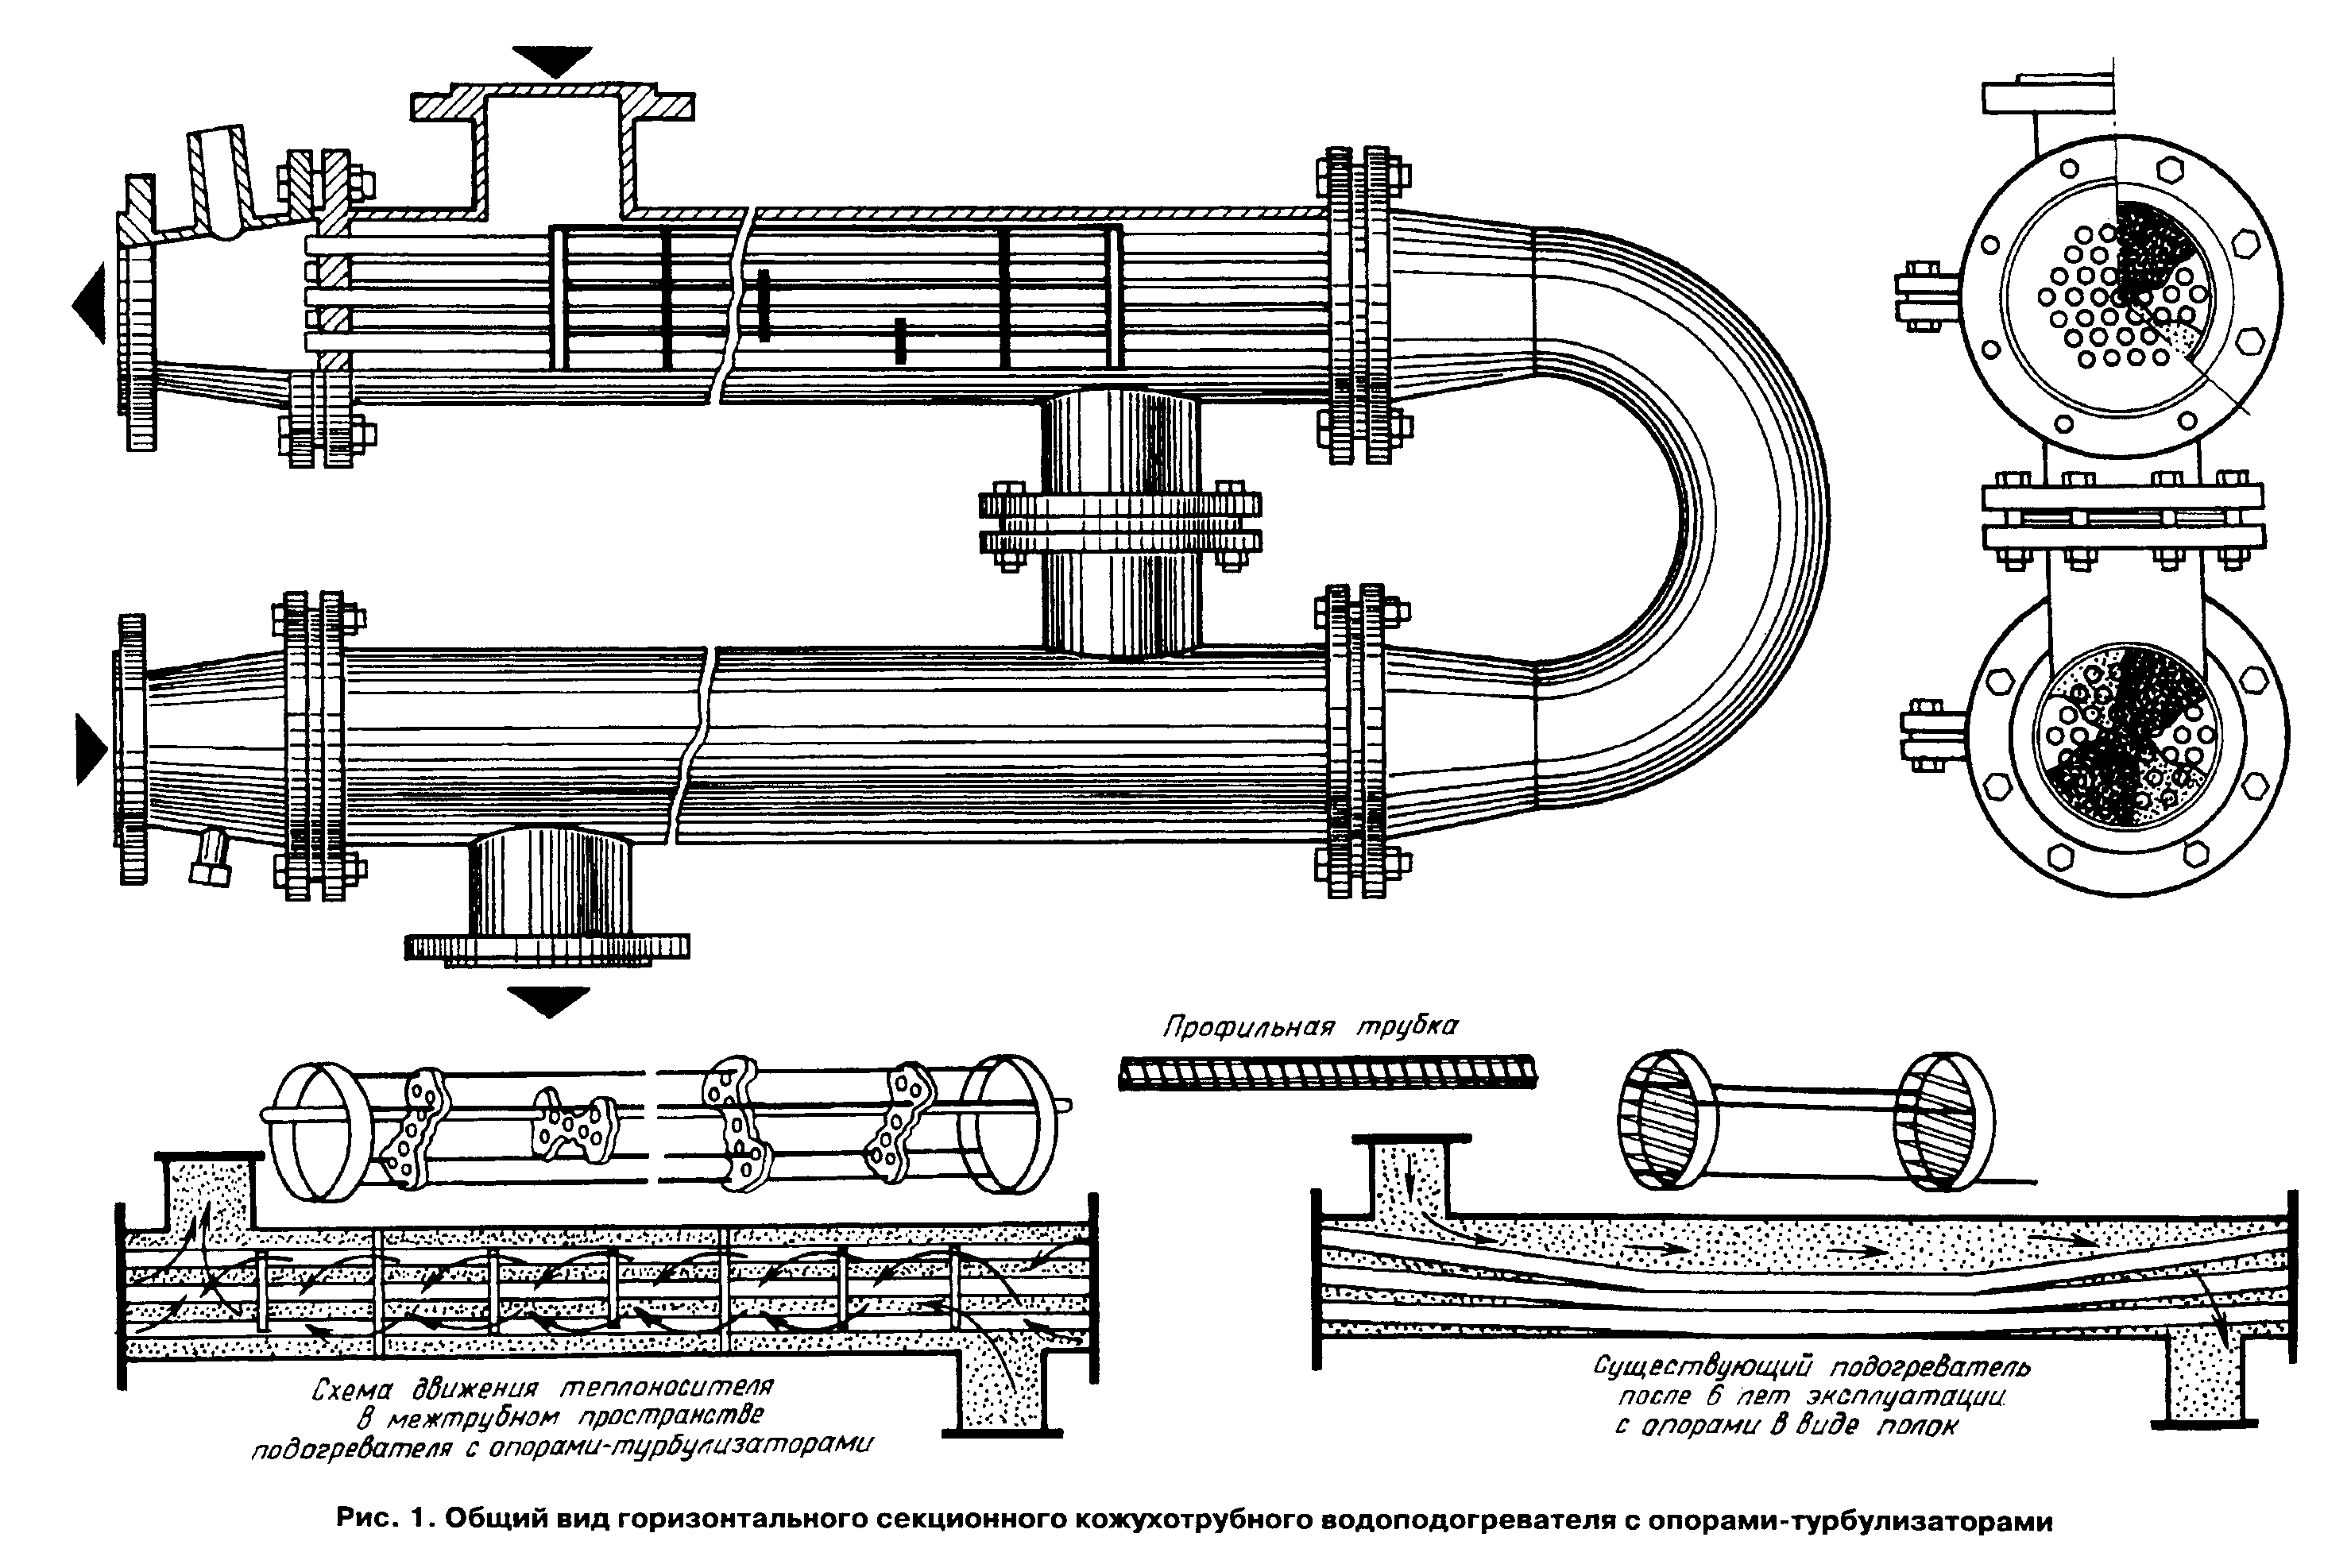 Профильная трубка
Схема движения теплоносителя
в межтрубном пространстве
подогревателя с опорами-турбулизаторами
Существующий подогреватель
после 6 лет эксплуатации
с опорами в виде полок
Рис. 1. Общий вид горизонтального секционного кожухотрубного водоподогревателя с опорами-турбулизаторами